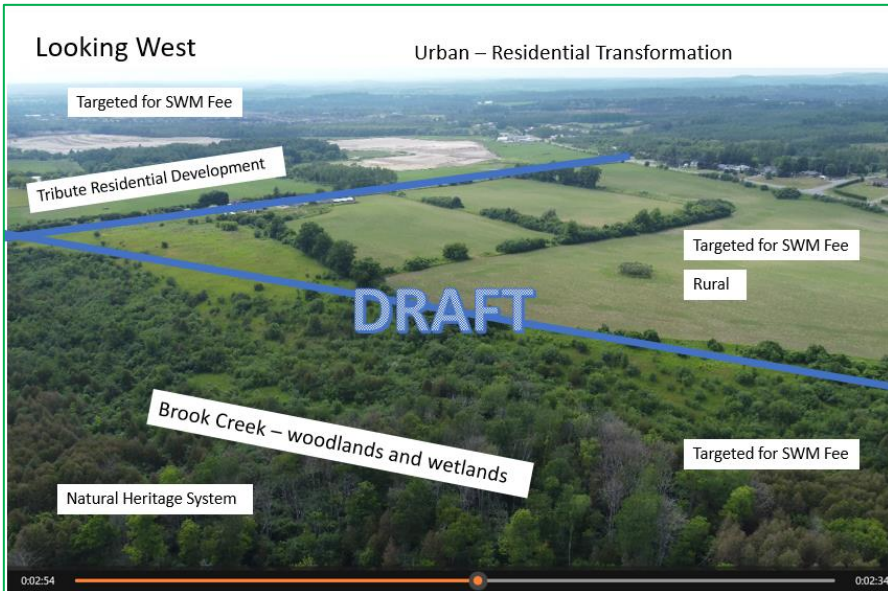 Looking West
Urban – Residential Transformation
Targeted for SWM Fee
Tribute Residential Development
Targeted for SWM Fee
Rural
DRAFT
Brook Creek – woodlands and wetlands
Targeted for SWM Fee
Natural Heritage System
0:02:54
0:02:34